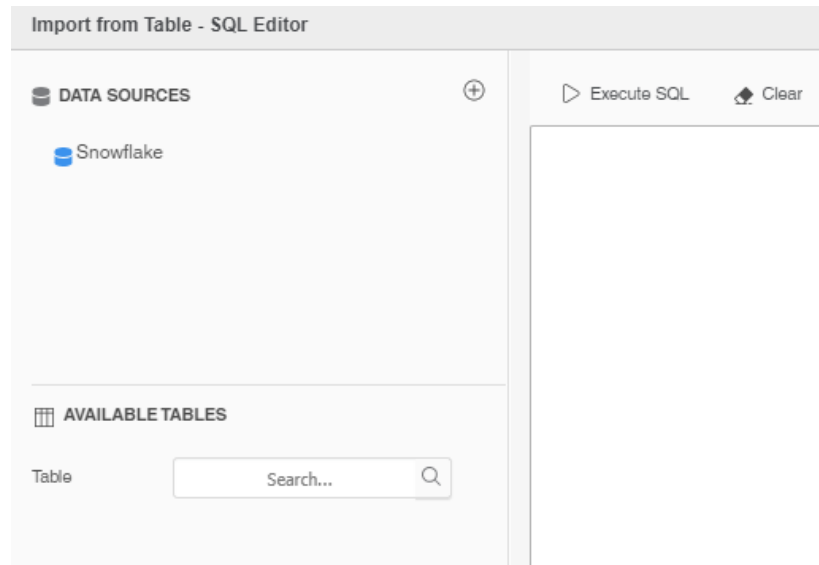 Import from Table - SQL Editor
DATA SOURCES
Snowflake
AVAILABLE TABLES
Table Search...
Execute SQL Clear